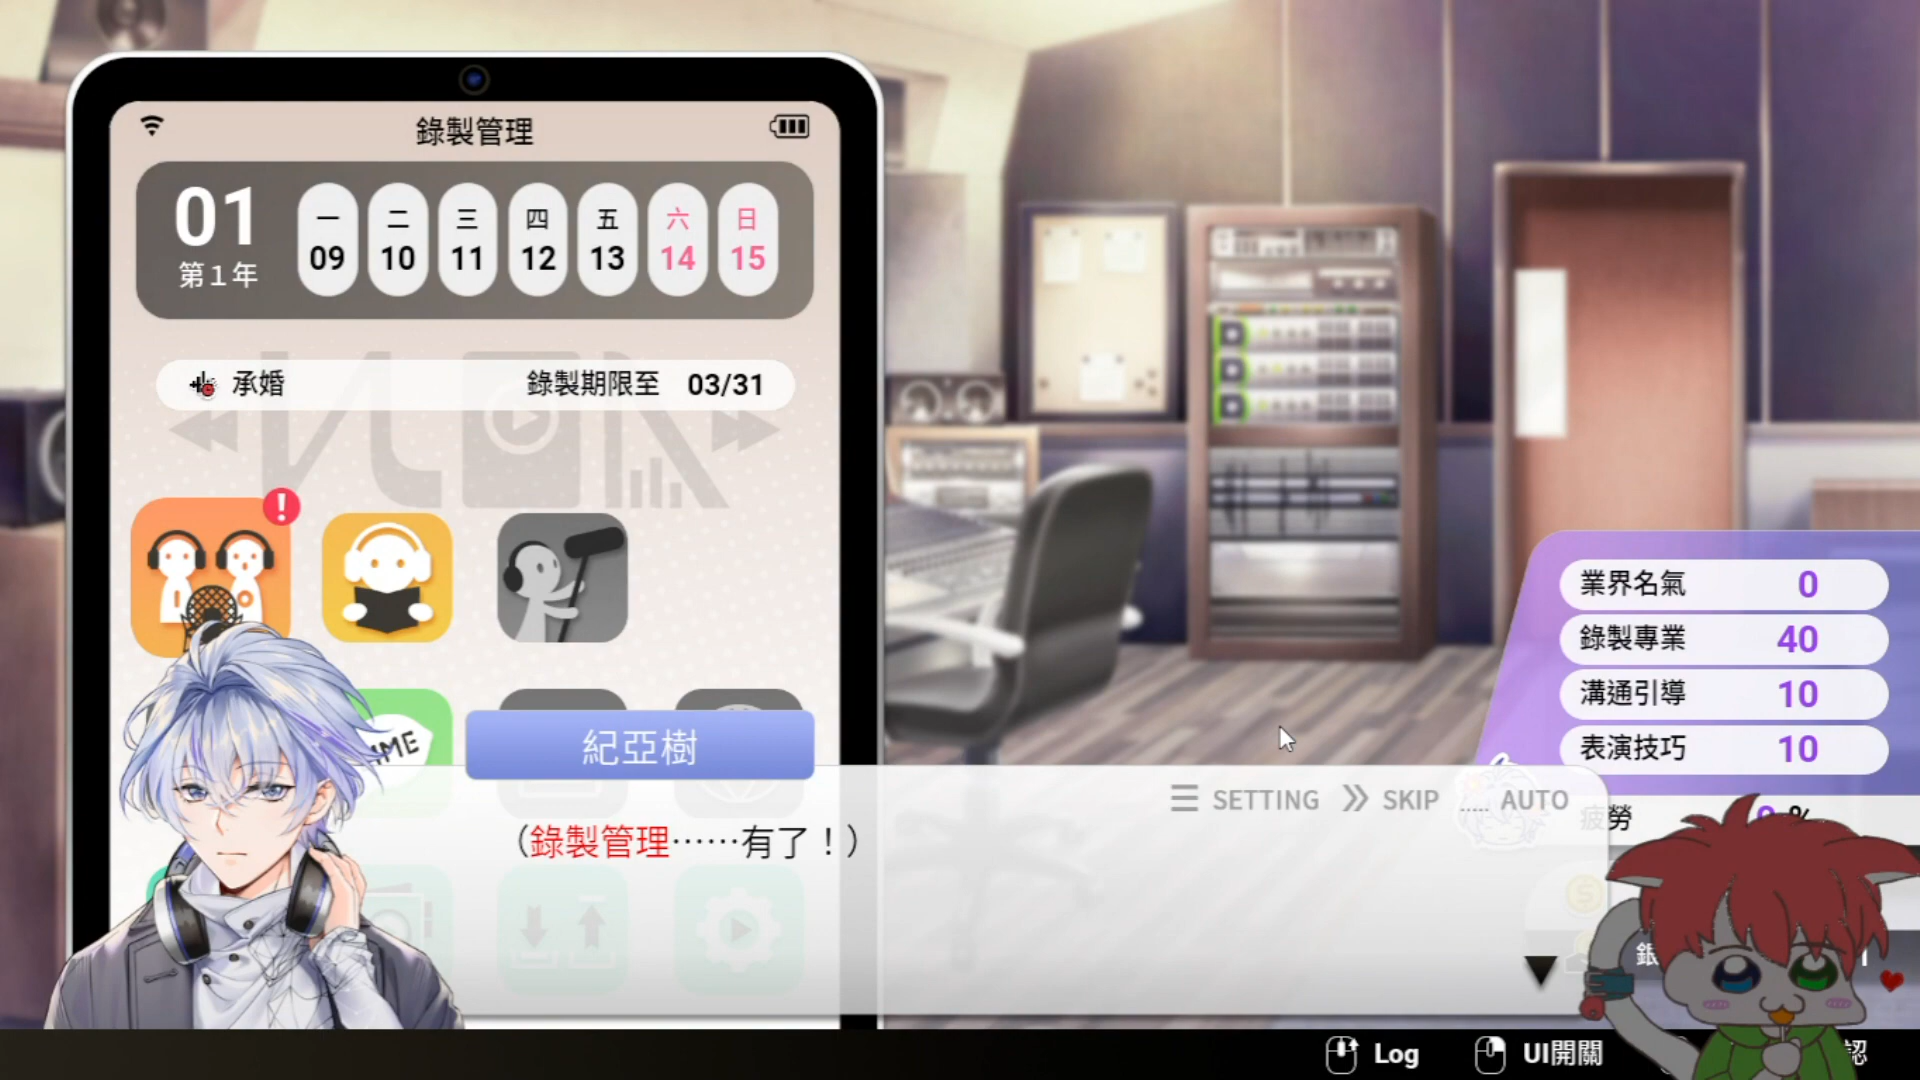 錄製管理
01
第1年
一 二 三 四 五 六 日
09 10 11 12 13 14 15
承婚 錄製期限至 03/31
!
業界名氣 0
錄製專業 40
溝通引導 10
表演技巧 10
疲勞 %
紀亞樹
SETTING SKIP AUTO
（錄製管理……有了！）
Log UI開關